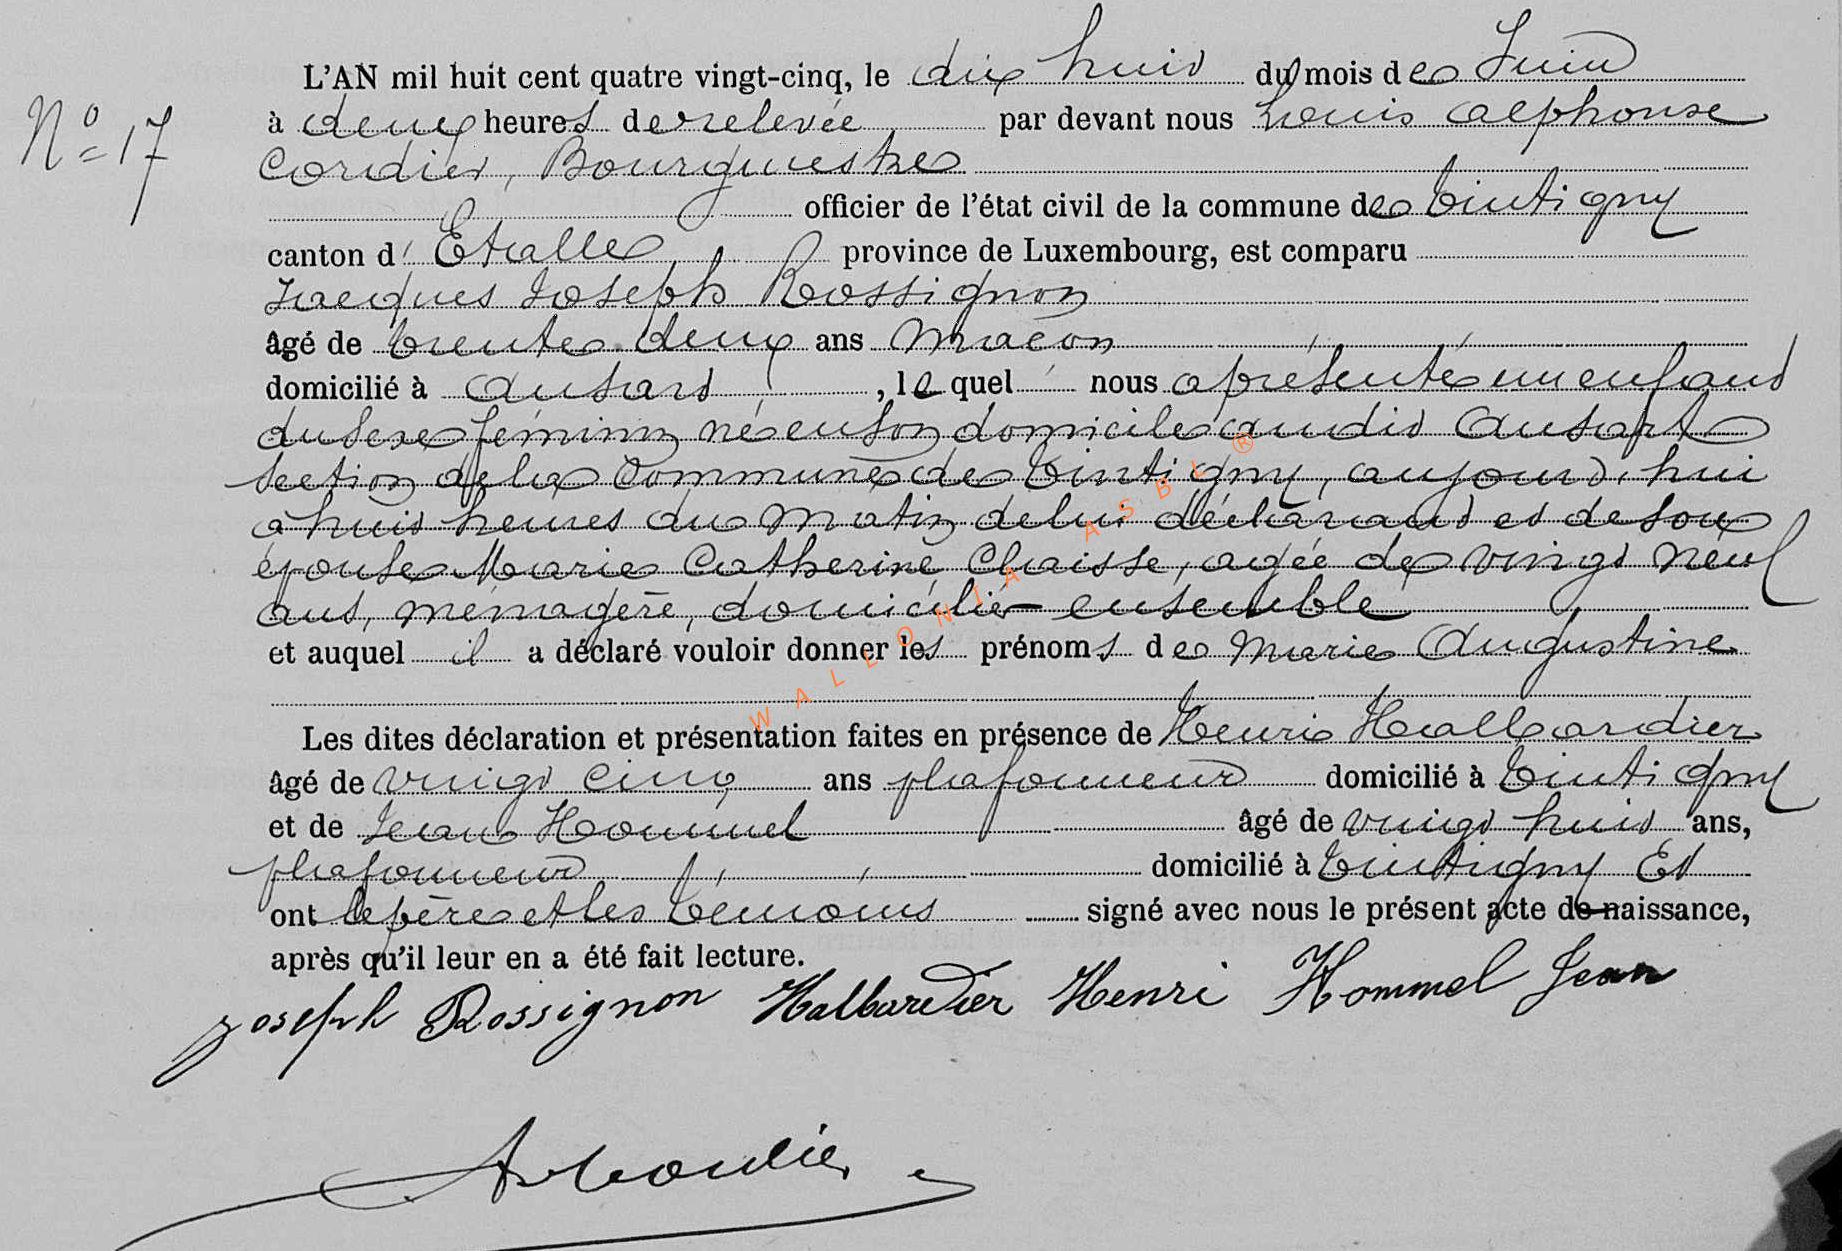 L'AN mil huit cent quatre vingt-cinq, le dix huit du mois de Juin
N° 17
à deux heures de relevée par devant nous Louis Alphonse
Cordier, Bourgmestre
officier de l'état civil de la commune de Tintigny
canton d'Etalle province de Luxembourg, est comparu
Jacques Joseph Rossignon
âgé de trente deux ans Maçon
domicilié à Ansart, lequel nous a présenté un enfant
du sexe féminin né en son domicile audit Ansart
section de la Commune de Tintigny, aujourd'hui
à huit heures du Matin de lui déclarant et de son
épouse Marie Catherine Claisse, agée de vingt neuf
ans, ménagère, domiciliés ensemble
et auquel il a déclaré vouloir donner les prénoms de Marie Augustine
Les dites déclaration et présentation faites en présence de Henri Halbardier
âgé de vingt cinq ans plafonneur domicilié à Tintigny
et de Jean Hommel âgé de vingt huit ans,
plafonneur domicilié à Tintigny Et
ont le père et les témoins signé avec nous le présent acte de naissance,
après qu'il leur en a été fait lecture.
Joseph Rossignon Halbardier Henri Hommel Jean
A Cordier
WALLONIA ASBL ®